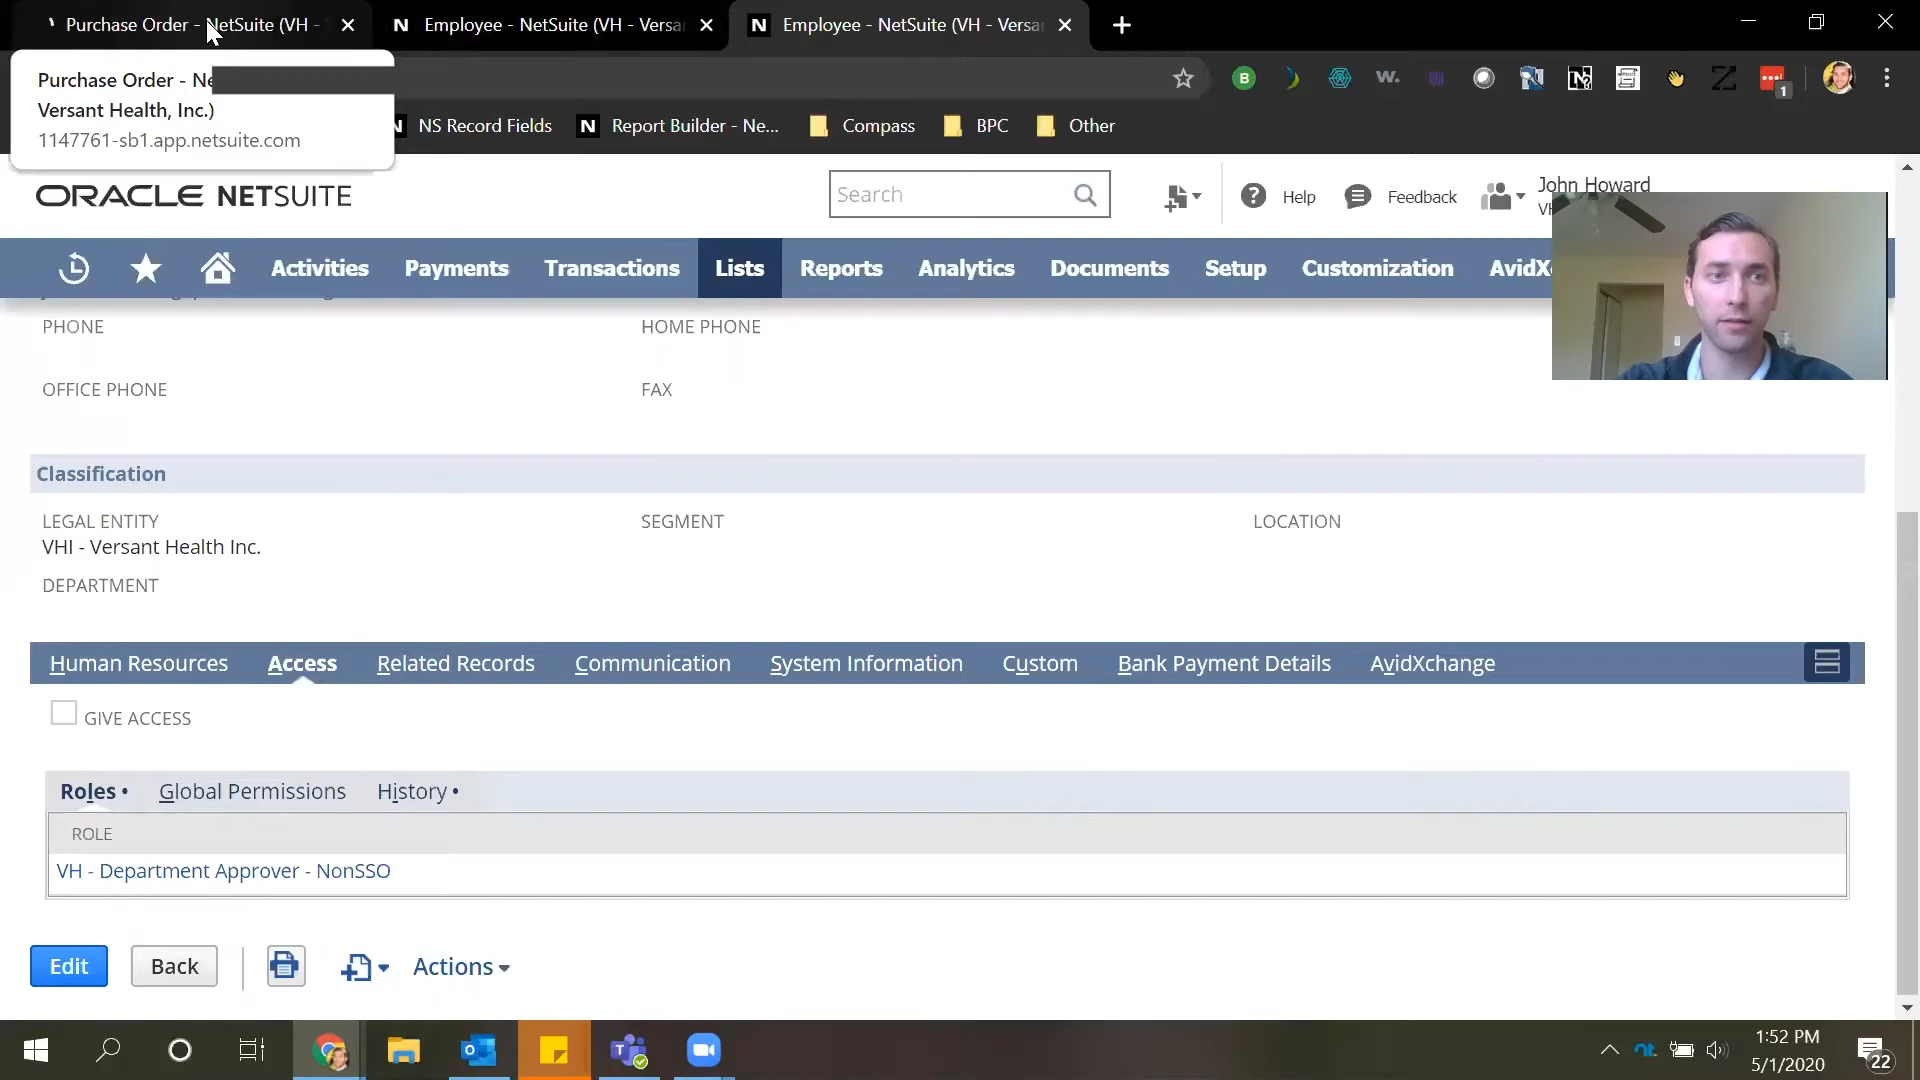 Purchase Order - NetSuite (VH -
Employee - NetSuite (VH - Versa
Employee - NetSuite (VH - Versa
Purchase Order - Ne
Versant Health, Inc.)
1147761-sb1.app.netsuite.com
NS Record Fields
Report Builder - Ne...
Compass
BPC
Other
ORACLE NETSUITE
Search
Help
Feedback
John Howard
Activities
Payments
Transactions
Lists
Reports
Analytics
Documents
Setup
Customization
AvidX
PHONE
HOME PHONE
OFFICE PHONE
FAX
Classification
LEGAL ENTITY
SEGMENT
LOCATION
VHI - Versant Health Inc.
DEPARTMENT
Human Resources
Access
Related Records
Communication
System Information
Custom
Bank Payment Details
AvidXchange
GIVE ACCESS
Roles •
Global Permissions
History •
ROLE
VH - Department Approver - NonSSO
Edit
Back
Actions
1:52 PM
5/1/2020
22